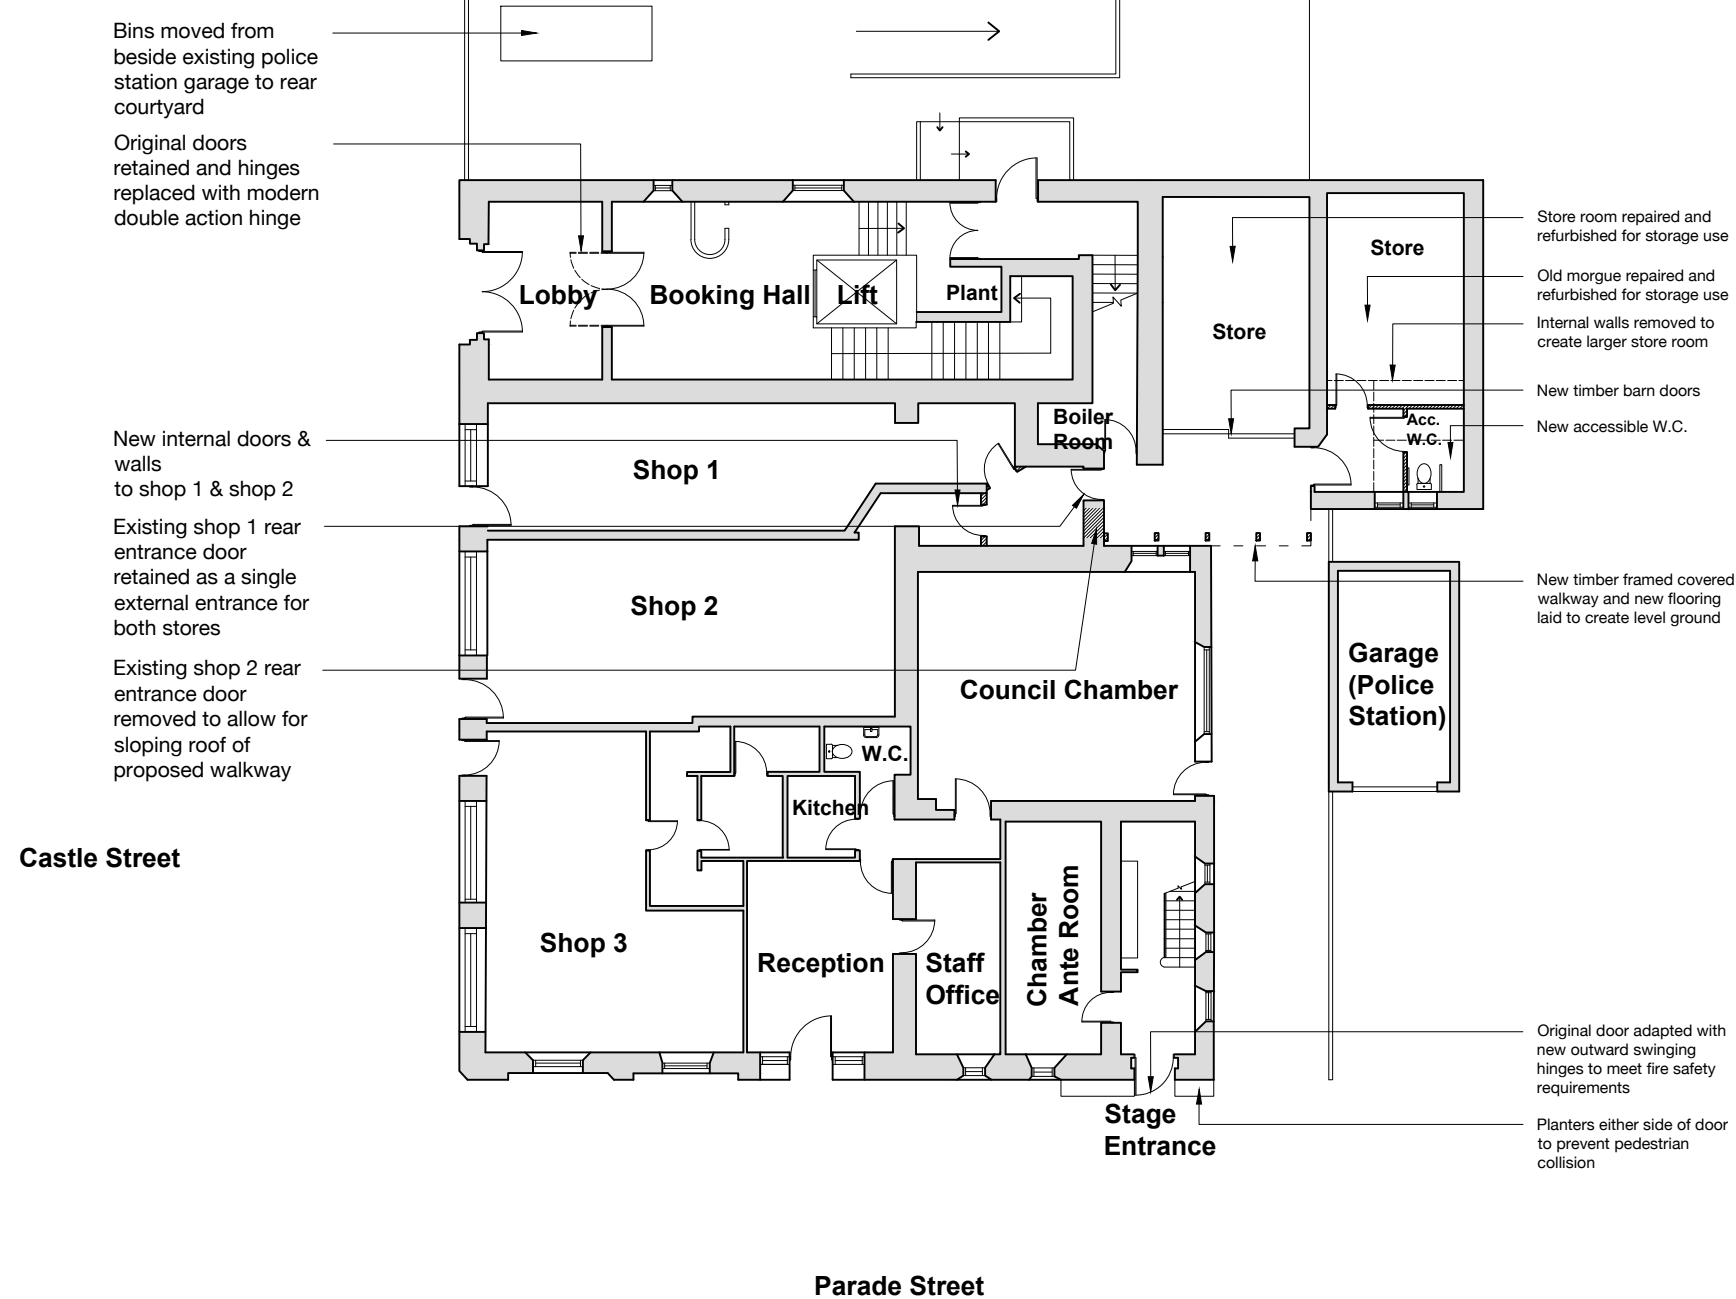 Bins moved from
beside existing police
station garage to rear
courtyard
Original doors
retained and hinges
replaced with modern
double action hinge
New internal doors &
walls
to shop 1 & shop 2
Existing shop 1 rear
entrance door
retained as a single
external entrance for
both stores
Existing shop 2 rear
entrance door
removed to allow for
sloping roof of
proposed walkway
Castle Street
Lobby
Booking Hall
Lift
Plant
Store
Store
Boiler
Room
Acc.
W.C.
Shop 1
Shop 2
Council Chamber
Garage
(Police
Station)
W.C.
Kitchen
Shop 3
Reception
Staff
Office
Chamber
Ante Room
Stage
Entrance
Parade Street
Store room repaired and
refurbished for storage use
Old morgue repaired and
refurbished for storage use
Internal walls removed to
create larger store room
New timber barn doors
New accessible W.C.
New timber framed covered
walkway and new flooring
laid to create level ground
Original door adapted with
new outward swinging
hinges to meet fire safety
requirements
Planters either side of door
to prevent pedestrian
collision